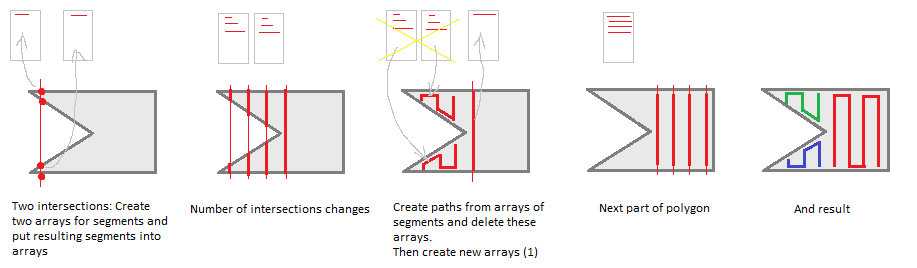 Two intersections: Create
two arrays for segments and
put resulting segments into
arrays
Number of intersections changes
Create paths from arrays of
segments and delete these
arrays.
Then create new arrays (1)
Next part of polygon
And result